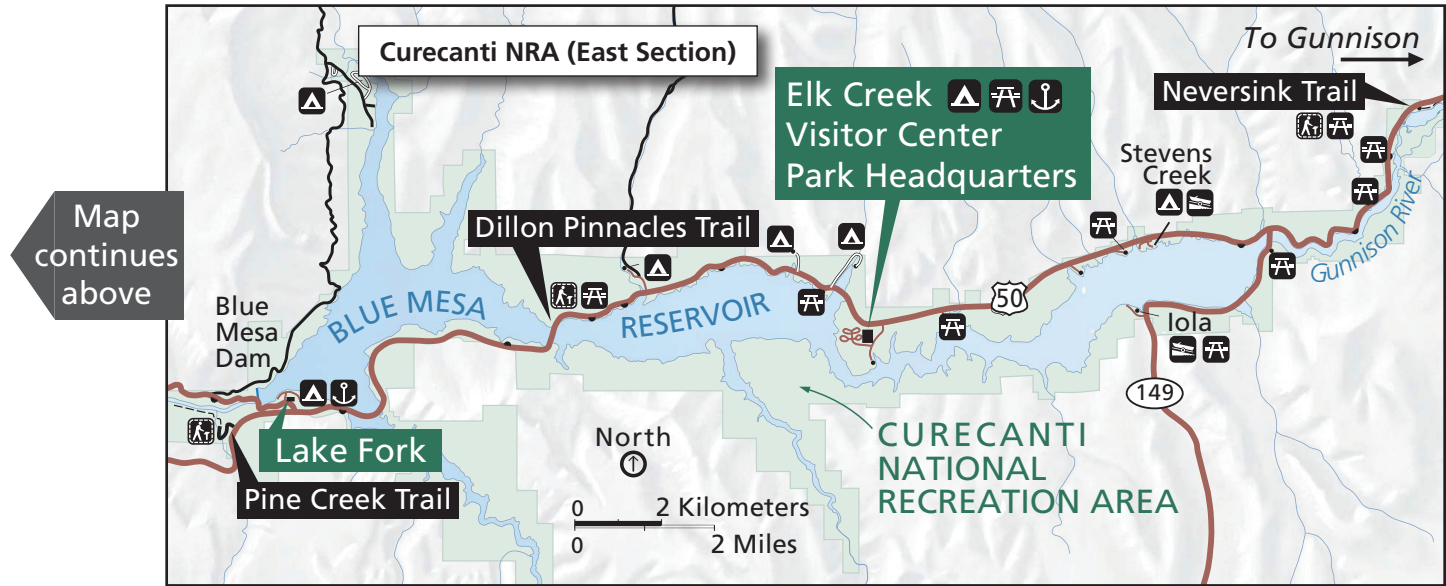 Curecanti NRA (East Section)
To Gunnison
Elk Creek
Visitor Center
Park Headquarters
Neversink Trail
Stevens
Creek
Map
continues
above
Dillon Pinnacles Trail
Gunnison River
Blue
Mesa
Dam
BLUE MESA
RESERVOIR
50
Iola
149
Lake Fork
North
CURECANTI
NATIONAL
RECREATION AREA
Pine Creek Trail
0 2 Kilometers
0 2 Miles